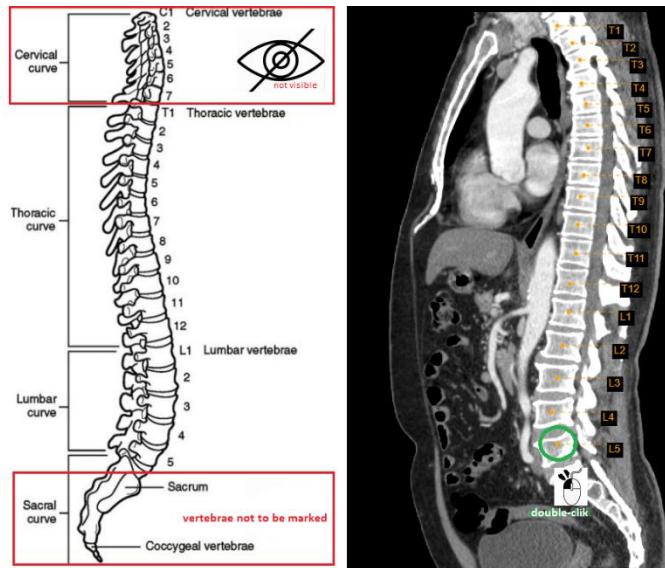 C1 Cervical vertebrae
2
3
4
5
6
7
Cervical
curve
not visible
T1 Thoracic vertebrae
2
3
4
5
6
7
8
9
10
11
12
Thoracic
curve
L1 Lumbar vertebrae
2
3
4
5
Lumbar
curve
Sacrum
vertebrae not to be marked
Sacral
curve
Coccygeal vertebrae
T1
T2
T3
T4
T5
T6
T7
T8
T9
T10
T11
T12
L1
L2
L3
L4
L5
double-clik